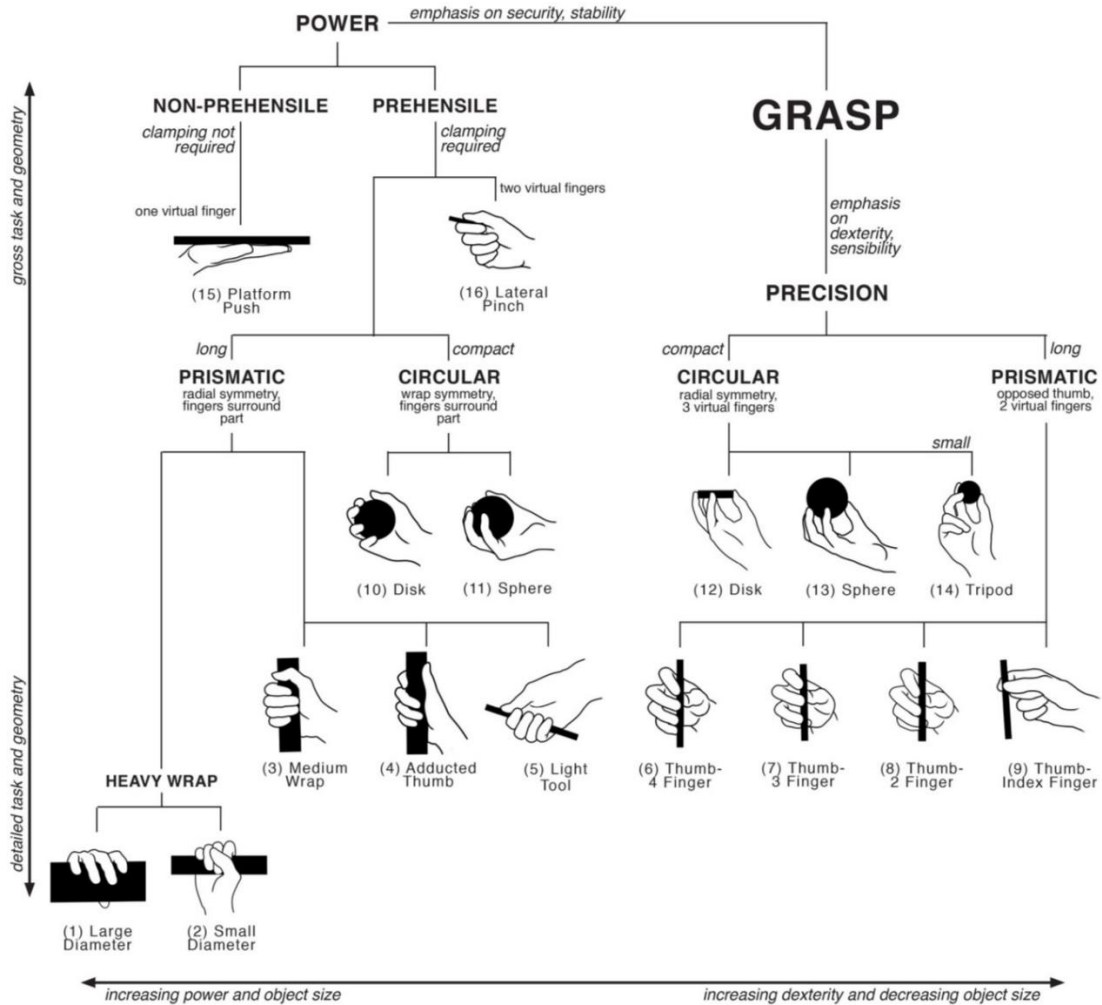 emphasis on security, stability
POWER
NON-PREHENSILE
PREHENSILE
GRASP
clamping not
required
clamping
required
one virtual finger
two virtual fingers
emphasis
on
dexterity,
sensibility
(15) Platform
Push
(16) Lateral
Pinch
PRECISION
long
compact
compact
long
PRISMATIC
radial symmetry,
fingers surround
part
CIRCULAR
wrap symmetry,
fingers surround
part
CIRCULAR
radial symmetry,
3 virtual fingers
PRISMATIC
opposed thumb,
2 virtual fingers
small
(10) Disk
(11) Sphere
(12) Disk
(13) Sphere
(14) Tripod
(3) Medium
Wrap
(4) Adducted
Thumb
(5) Light
Tool
(6) Thumb-
4 Finger
(7) Thumb-
3 Finger
(8) Thumb-
2 Finger
(9) Thumb-
Index Finger
HEAVY WRAP
(1) Large
Diameter
(2) Small
Diameter
gross task and geometry
detailed task and geometry
increasing power and object size
increasing dexterity and decreasing object size